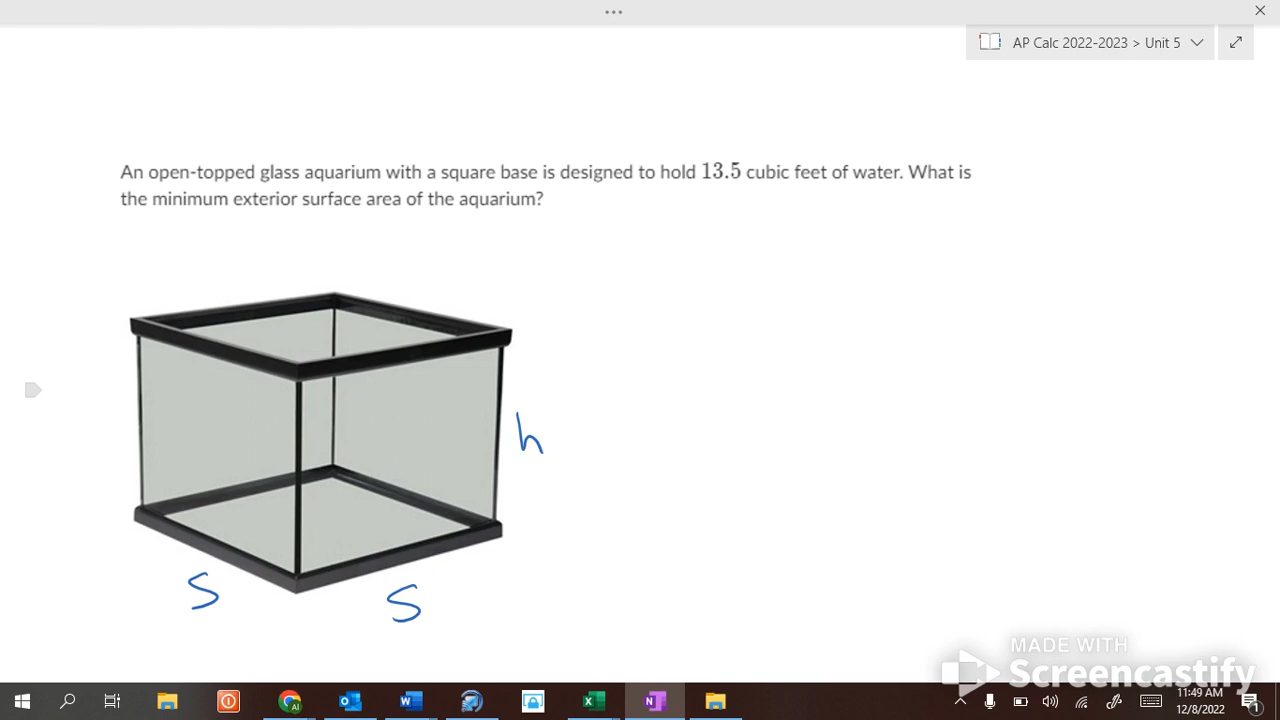 AP Calc 2022-2023 > Unit 5
An open-topped glass aquarium with a square base is designed to hold 13.5 cubic feet of water. What is
the minimum exterior surface area of the aquarium?
h
S
S
MADE WITH
Screencastify
11:49 AM
12/8/2022